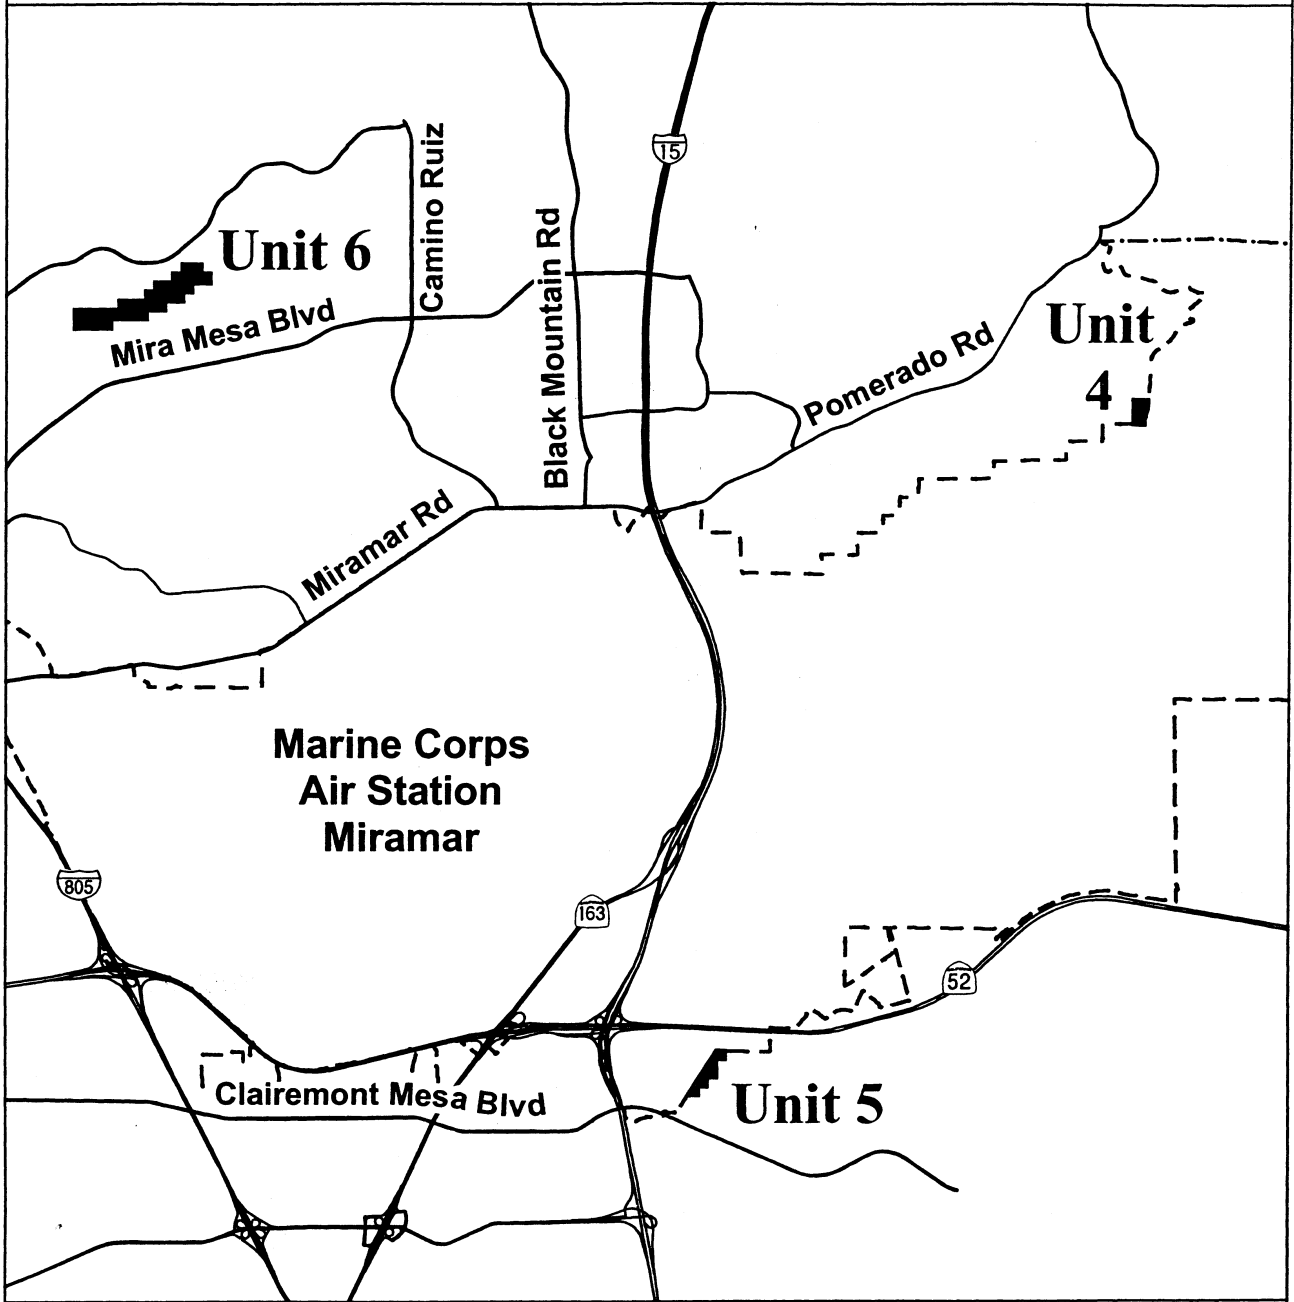 15
Camino Ruiz
Unit 6
Black Mountain Rd
Mira Mesa Blvd
Unit
4
Pomerado Rd
Miramar Rd
Marine Corps
Air Station
Miramar
805
163
52
Clairemont Mesa Blvd
Unit 5